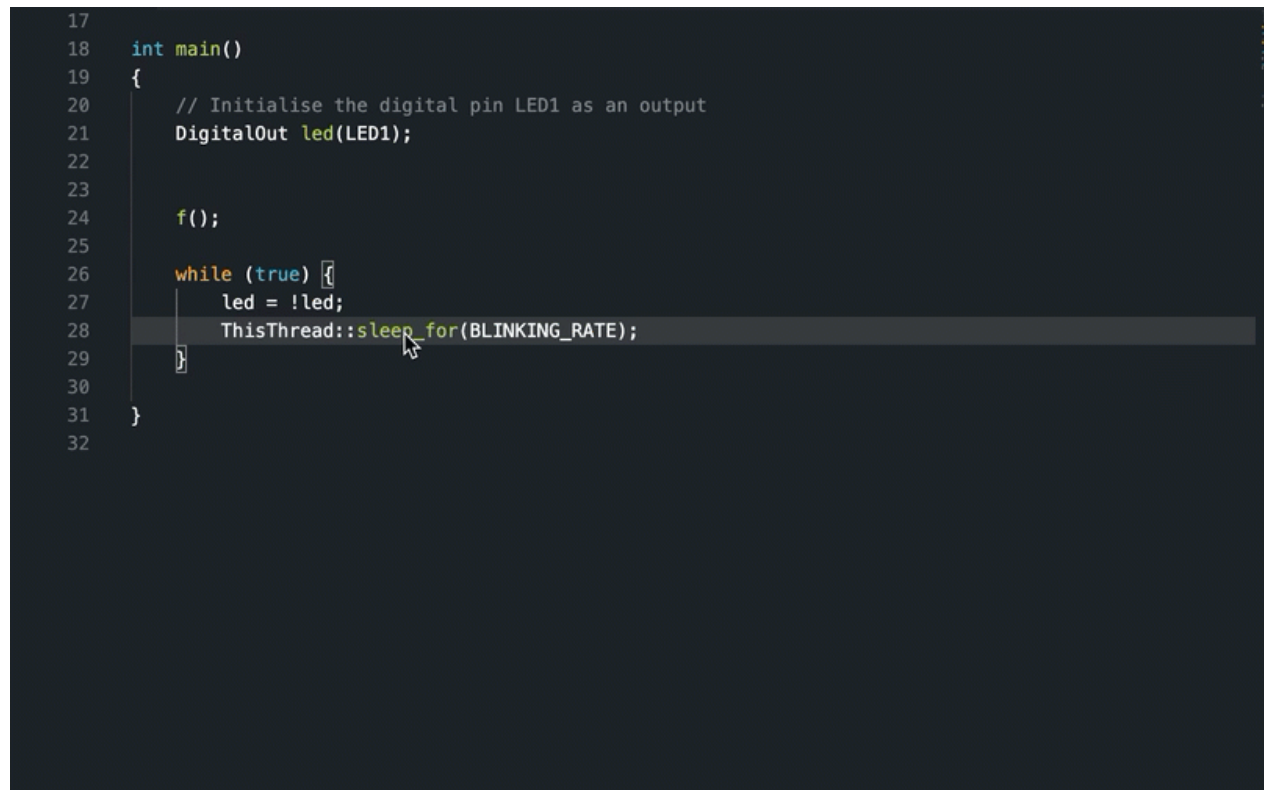 17
18 int main()
19 {
20 // Initialise the digital pin LED1 as an output
21 DigitalOut led(LED1);
22
23
24 f();
25
26 while (true) {
27 led = !led;
28 ThisThread::sleep_for(BLINKING_RATE);
29 }
30
31 }
32